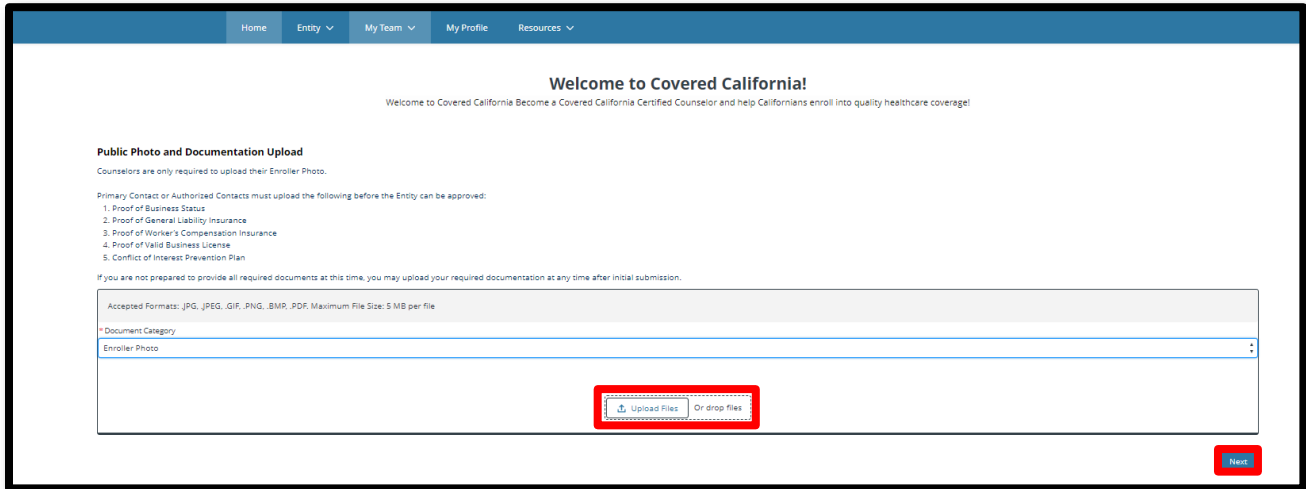 Home Entity My Team My Profile Resources
Welcome to Covered California!
Welcome to Covered California Become a Covered California Certified Counselor and help Californians enroll into quality healthcare coverage!
Public Photo and Documentation Upload
Counselors are only required to upload their Enroller Photo.
Primary Contact or Authorized Contacts must upload the following before the Entity can be approved:
1. Proof of Business Status
2. Proof of General Liability Insurance
3. Proof of Worker's Compensation Insurance
4. Proof of Valid Business License
5. Conflict of Interest Prevention Plan
If you are not prepared to provide all required documents at this time, you may upload your required documentation at any time after initial submission.
Accepted Formats: .JPG, .JPEG, .GIF, .PNG, .BMP, .PDF. Maximum File Size: 5 MB per file
* Document Category
Enroller Photo
Upload Files Or drop files
Next